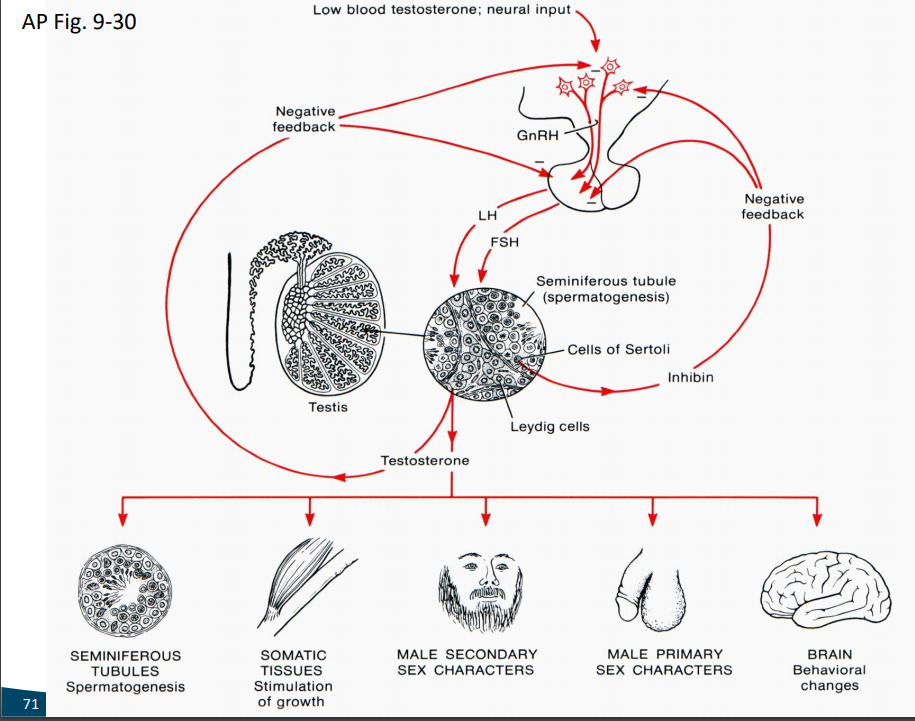 AP Fig. 9-30
Low blood testosterone; neural input
Negative
feedback
GnRH
LH
FSH
Negative
feedback
Seminiferous tubule
(spermatogenesis)
Cells of Sertoli
Inhibin
Leydig cells
Testis
Testosterone
SEMINIFEROUS
TUBULES
Spermatogenesis
SOMATIC
TISSUES
Stimulation
of growth
MALE SECONDARY
SEX CHARACTERS
MALE PRIMARY
SEX CHARACTERS
BRAIN
Behavioral
changes
71